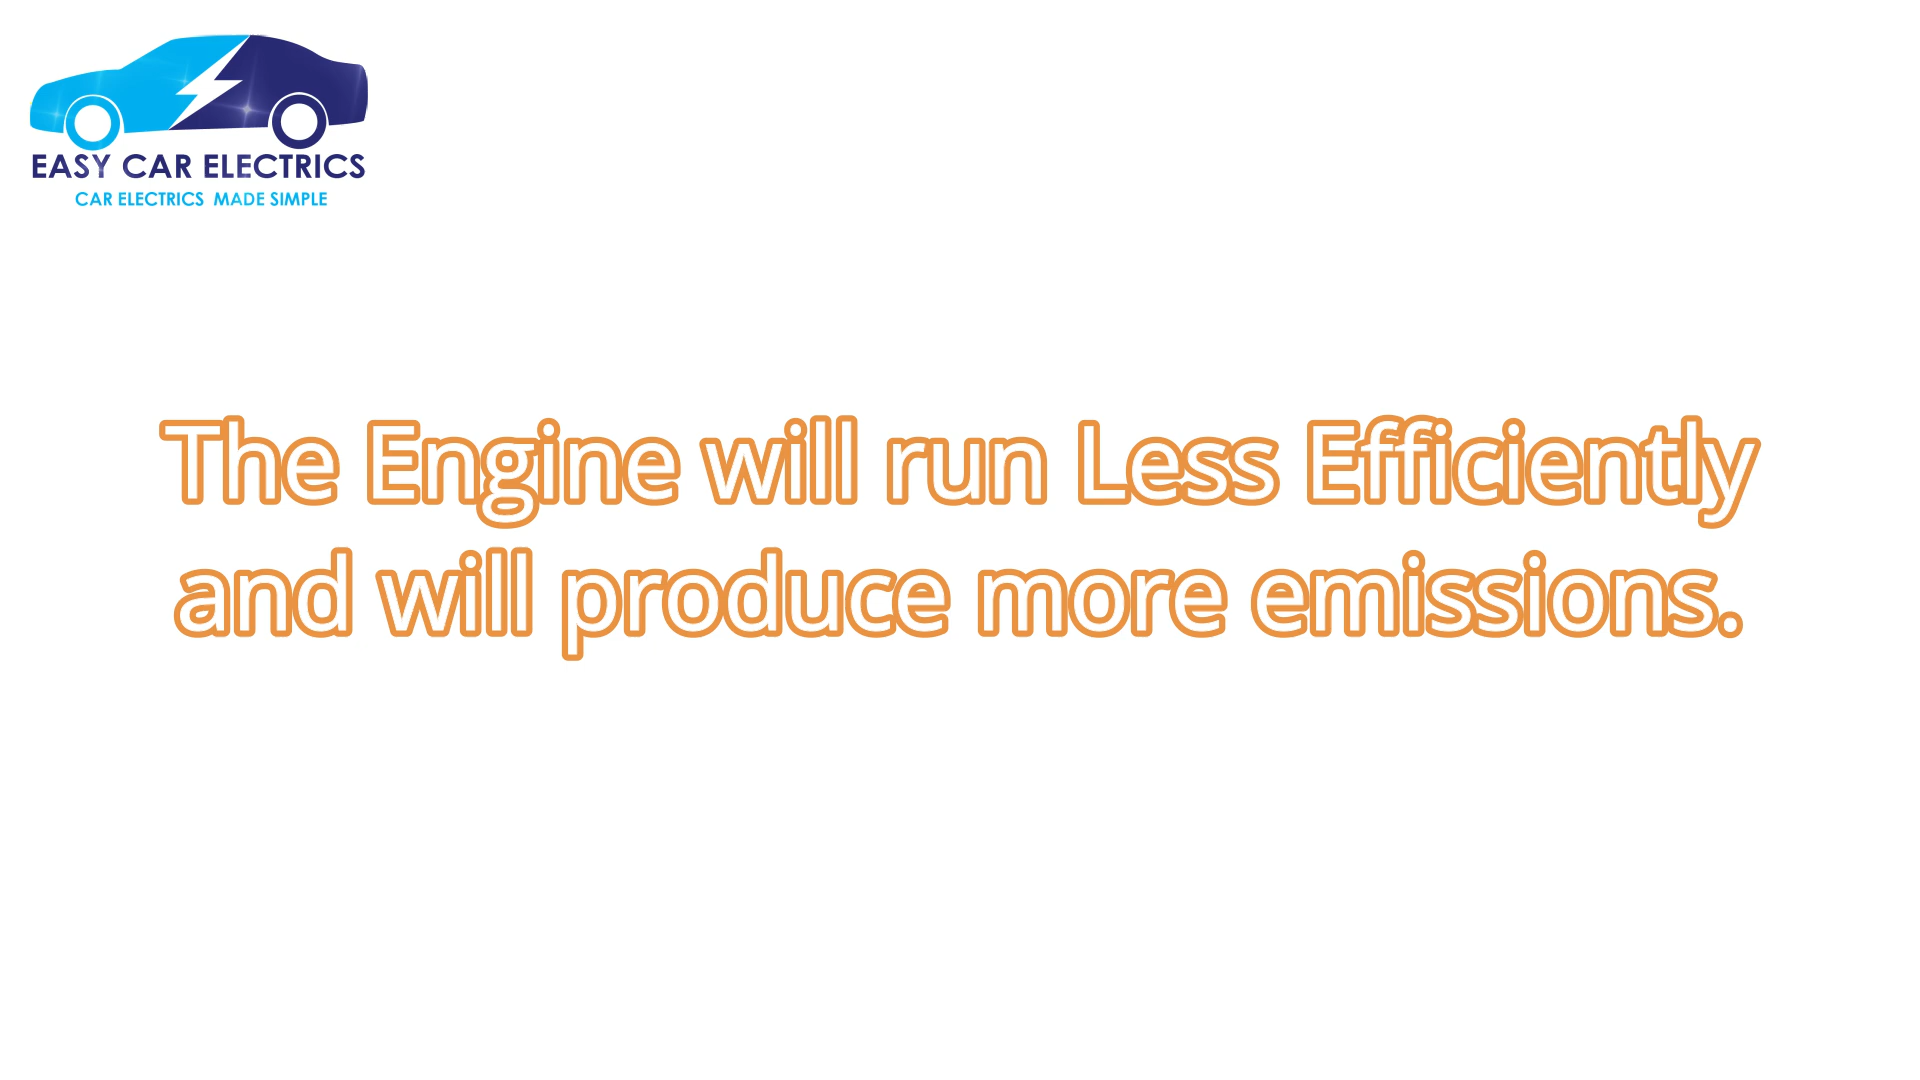 EASY CAR ELECTRICS
CAR ELECTRICS MADE SIMPLE
The Engine will run Less Efficiently
and will produce more emissions.